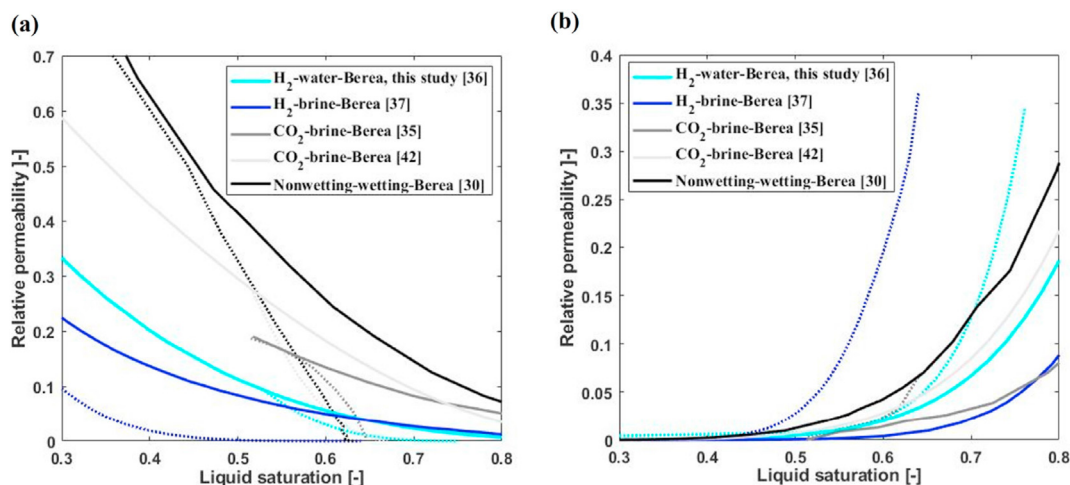 (a)
0.7
0.6
0.5
0.4
0.3
0.2
0.1
0
0.3
0.4
0.5
0.6
0.7
0.8
Relative permeability ]-]
Liquid saturation [-]
H2-water-Berea, this study [36]
H2-brine-Berea [37]
CO2-brine-Berea [35]
CO2-brine-Berea [42]
Nonwetting-wetting-Berea [30]
(b)
0.4
0.35
0.3
0.25
0.2
0.15
0.1
0.05
0
0.3
0.4
0.5
0.6
0.7
0.8
Relative permeability ]-]
Liquid saturation [-]
H2-water-Berea, this study [36]
H2-brine-Berea [37]
CO2-brine-Berea [35]
CO2-brine-Berea [42]
Nonwetting-wetting-Berea [30]